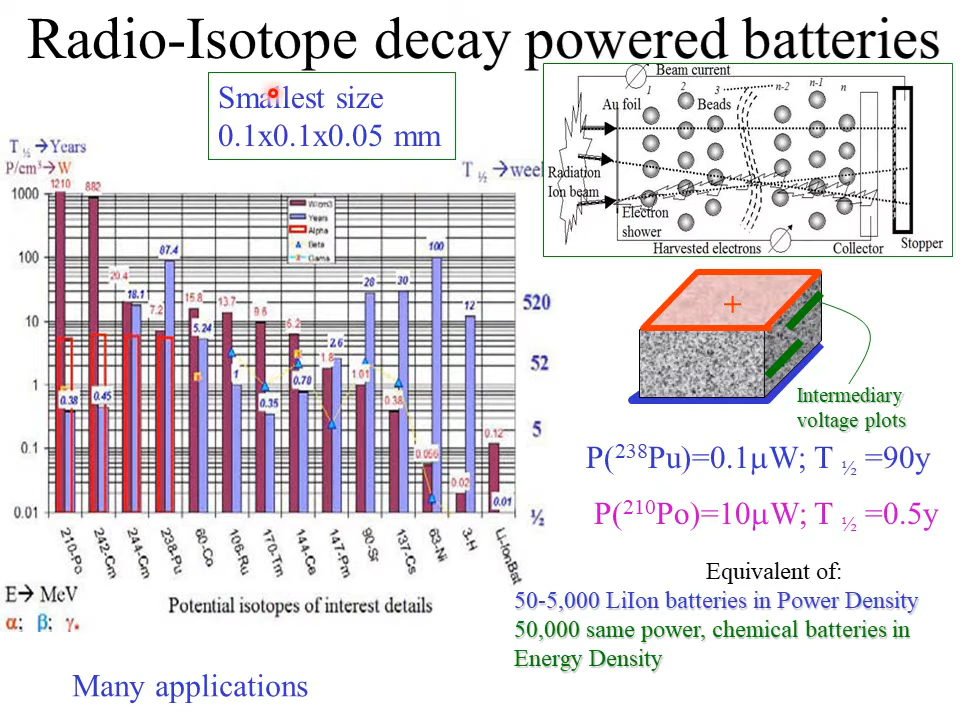 Radio-Isotope decay powered batteries
Smallest size
0.1x0.1x0.05 mm
Beam current
1 2 3 n-2 n-1 n
Au foil
Beads
Radiation
Ion beam
Electron
shower
Harvested electrons
Collector
Stopper
T ½ →Years
P/cm³→W
T ½ →week
1000
100
10
1
0.1
0.01
520
52
5
½
W/cm3
Years
Alpha
Beta
Gama
1210
882
20.4
18.1
7.2
87.4
15.8
5.24
13.7
1
9.6
0.35
6.2
0.78
1.8
2.6
1.01
28
0.38
30
0.056
100
0.02
12
0.12
0.01
0.38
0.45
210-Po
242-Cm
244-Cm
238-Pu
60-Co
106-Ru
170-Tm
144-Ce
147-Pm
90-Sr
137-Cs
63-Ni
3-H
Li-IonBat
E→ MeV
α; β; γ.
Potential isotopes of interest details
+
Intermediary
voltage plots
P(²³⁸Pu)=0.1μW; T ½ =90y
P(²¹⁰Po)=10μW; T ½ =0.5y
Equivalent of:
50-5,000 LiIon batteries in Power Density
50,000 same power, chemical batteries in
Energy Density
Many applications